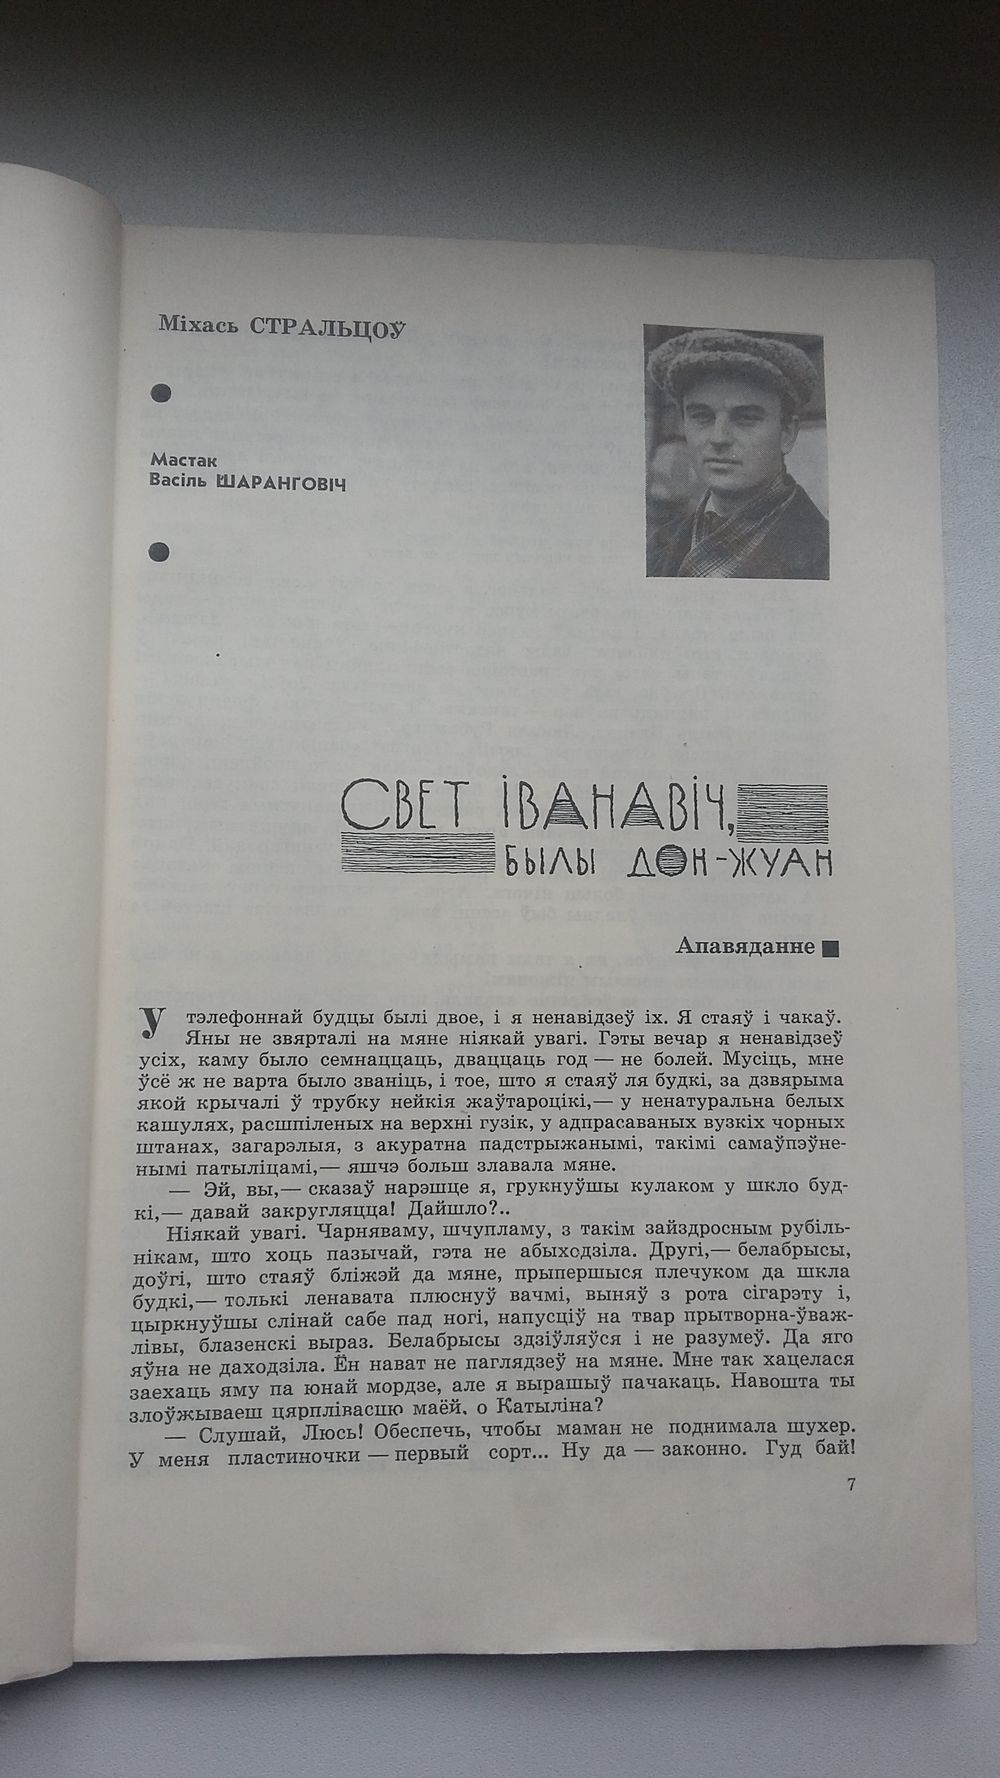 Міхась СТРАЛЬЦОЎ
Мастак
Васіль ШАРАНГОВІЧ
СВЕТ ІВАНАВІЧ,
БЫЛЫ ДОН-ЖУАН
Апавяданне
У тэлефоннай будцы былі двое, і я ненавідзеў іх. Я стаяў і чакаў.
Яны не звярталі на мяне ніякай увагі. Гэты вечар я ненавідзеў
усіх, каму было семнаццаць, дваццаць год — не болей. Мусіць, мне
ўсё ж не варта было званіць, і тое, што я стаяў ля будкі, за дзвярыма
якой крычалі ў трубку нейкія жаўтароцікі,— у ненатуральна белых
кашулях, расшпіленых на верхні гузік, у адпрасаваных вузкіх чорных
штанах, загарэлыя, з акуратна падстрыжанымі, такімі самаўпэўне-
нымі патыліцамі,— яшчэ больш злавала мяне.
— Эй, вы,— сказаў нарэшце я, грукнуўшы кулаком у шкло буд-
кі,— давай закругляцца! Дайшло?..
Ніякай увагі. Чарняваму, шчупламу, з такім зайздросным рубіль-
нікам, што хоць пазычай, гэта не абыходзіла. Другі,— белабрысы,
доўгі, што стаяў бліжэй да мяне, прыпершыся плечуком да шкла
будкі,— толькі ленавата плюснуў вачмі, выняў з рота сігарэту і,
цыркнуўшы слінай сабе пад ногі, напусціў на твар прытворна-ўваж-
лівы, блазенскі выраз. Белабрысы здзіўляўся і не разумеў. Да яго
яўна не даходзіла. Ён нават не паглядзеў на мяне. Мне так хацелася
заехаць яму па юнай мордзе, але я вырашыў пачакаць. Навошта ты
злоўжываеш цярплівасцю маёй, о Катыліна?
— Слушай, Люсь! Обеспечь, чтобы маман не поднимала шухер.
У меня пластиночки — первый сорт... Ну да — законно. Гуд бай!
7